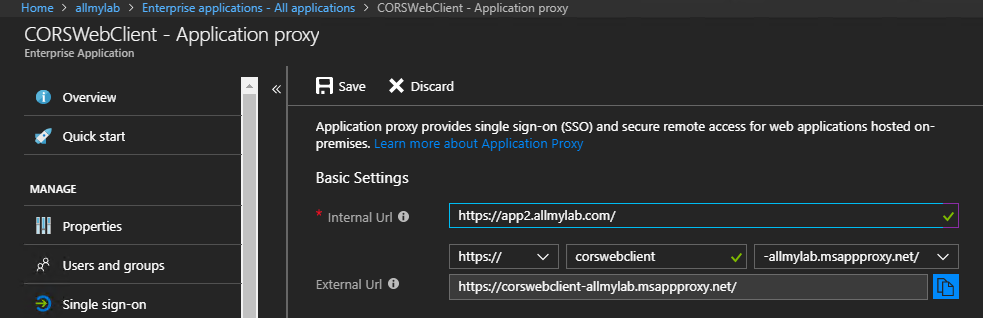 Home > allmylab > Enterprise applications - All applications > CORSWebClient - Application proxy
CORSWebClient - Application proxy
Enterprise Application
Overview
Quick start
MANAGE
Properties
Users and groups
Single sign-on
«
Save
Discard
Application proxy provides single sign-on (SSO) and secure remote access for web applications hosted on-
premises. Learn more about Application Proxy
Basic Settings
* Internal Url
https://app2.allmylab.com/
https://
corswebclient
-allmylab.msappproxy.net/
External Url
https://corswebclient-allmylab.msappproxy.net/